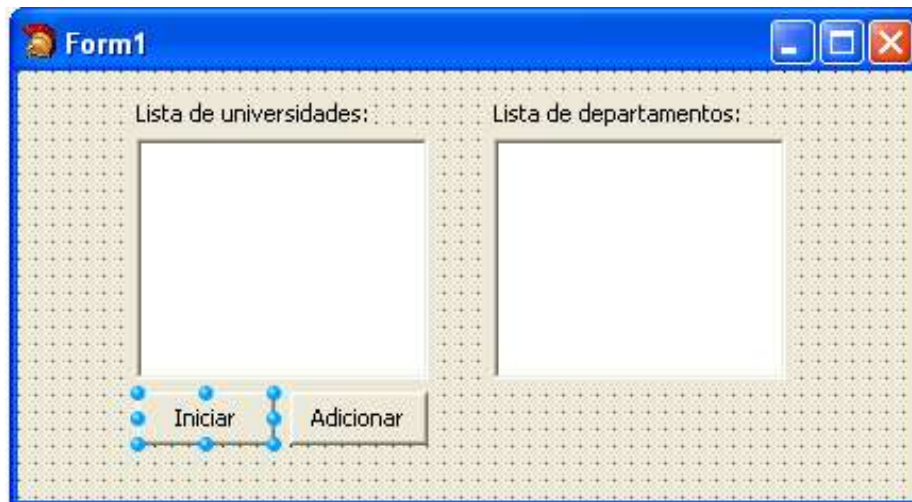 Form1
Lista de universidades:
Lista de departamentos:
Iniciar
Adicionar